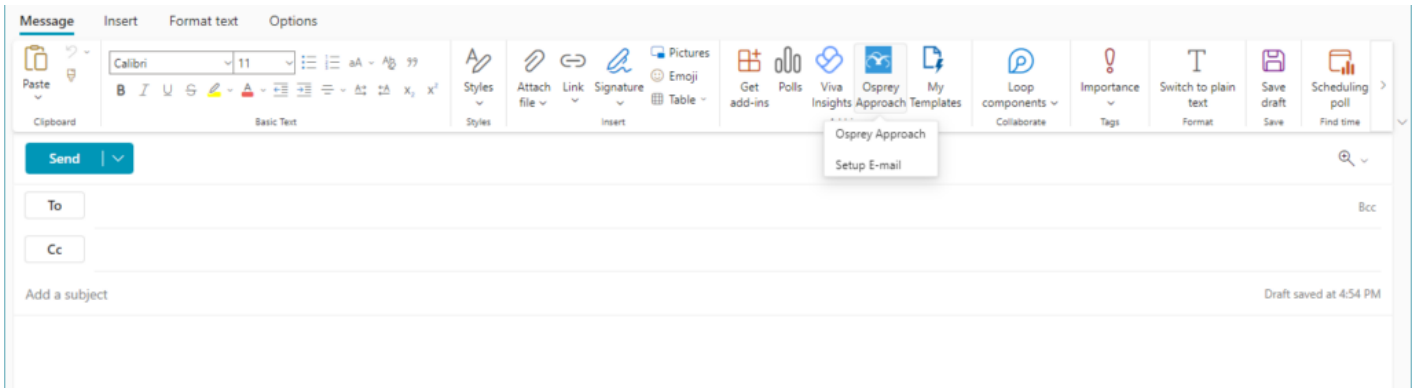 Message Insert Format text Options
Paste
Clipboard
Calibri 11 aA
B I U S A x₂ x²
Basic Text
Styles
Styles
Attach file Link Signature Pictures Emoji Table
Insert
Get add-ins Polls Viva Insights Osprey Approach My Templates
Loop components
Collaborate
Importance
Tags
Switch to plain text
Format
Save draft
Save
Scheduling poll
Find time
Osprey Approach
Setup E-mail
Send
To Bcc
Cc
Add a subject Draft saved at 4:54 PM